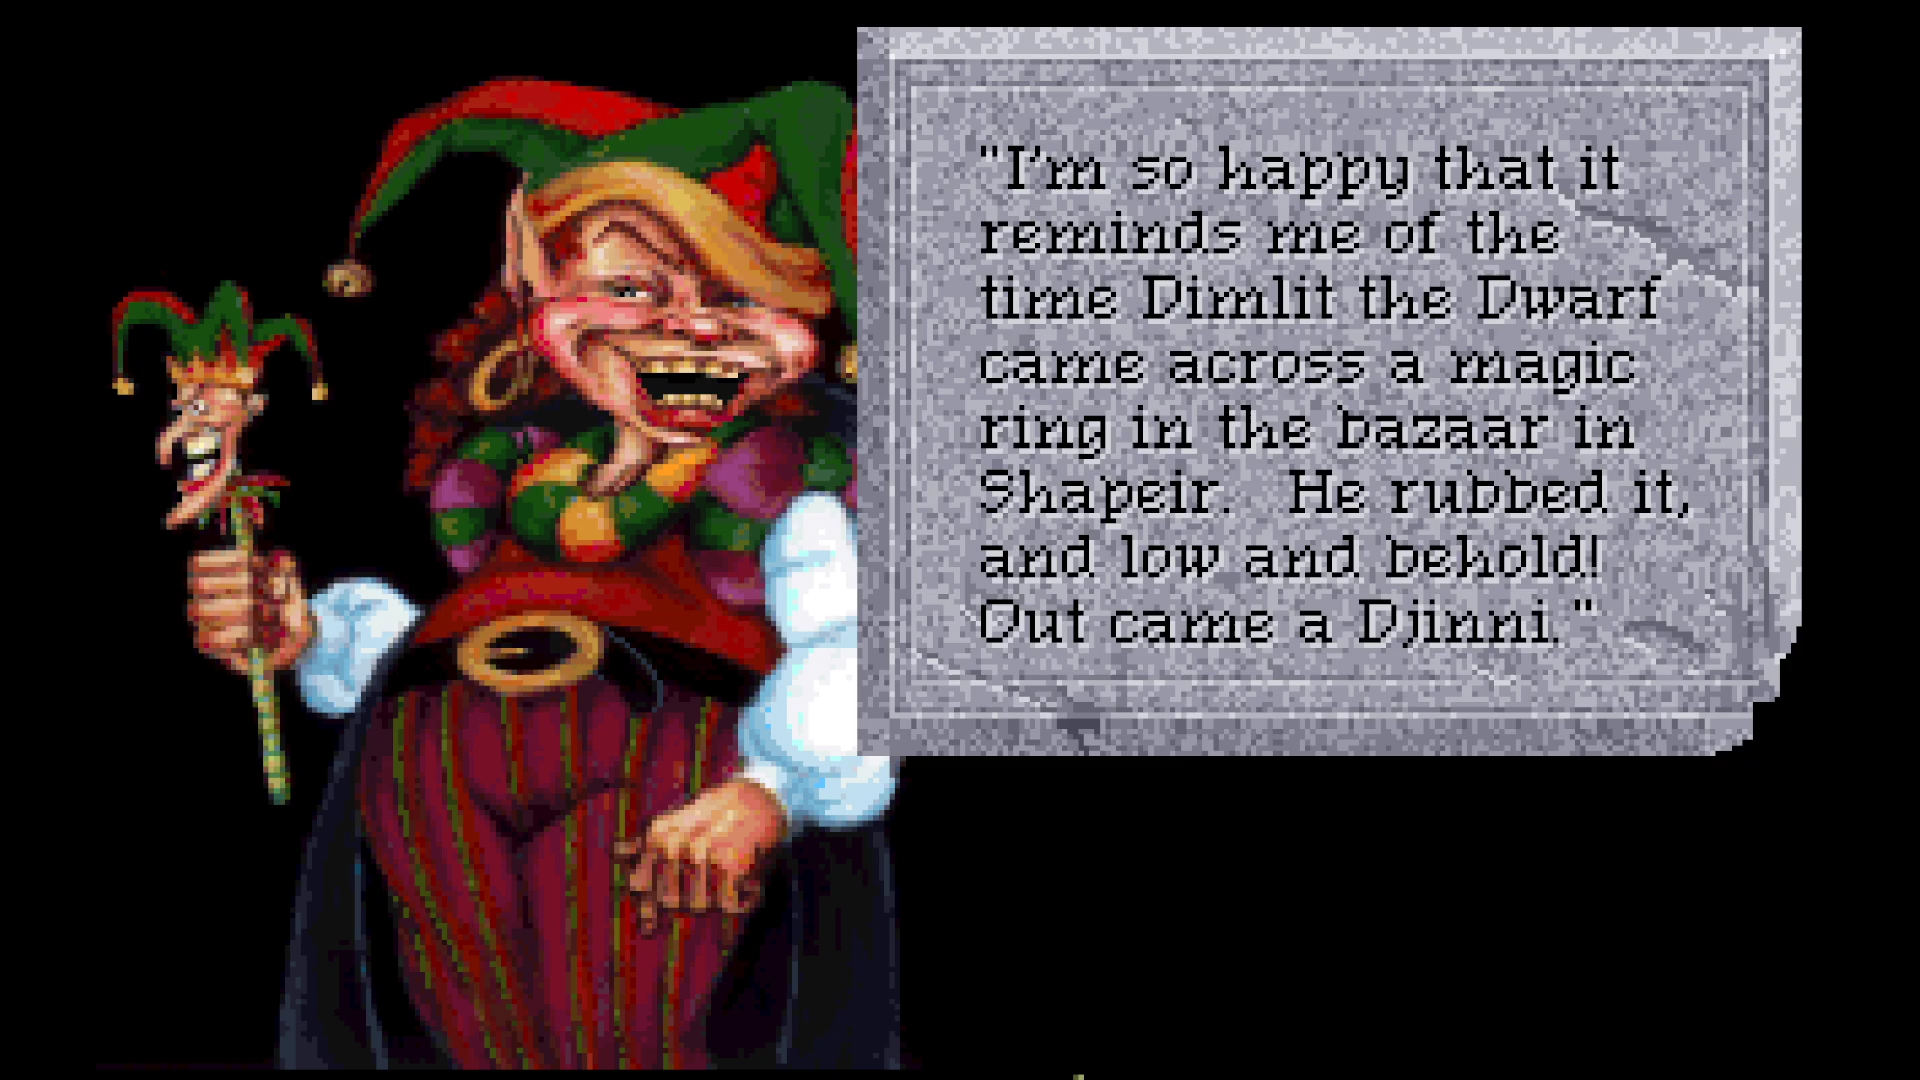 "I'm so happy that it
reminds me of the
time Dimlit the Dwarf
came across a magic
ring in the bazaar in
Shapeir.  He rubbed it,
and low and behold!
Out came a Djinni."